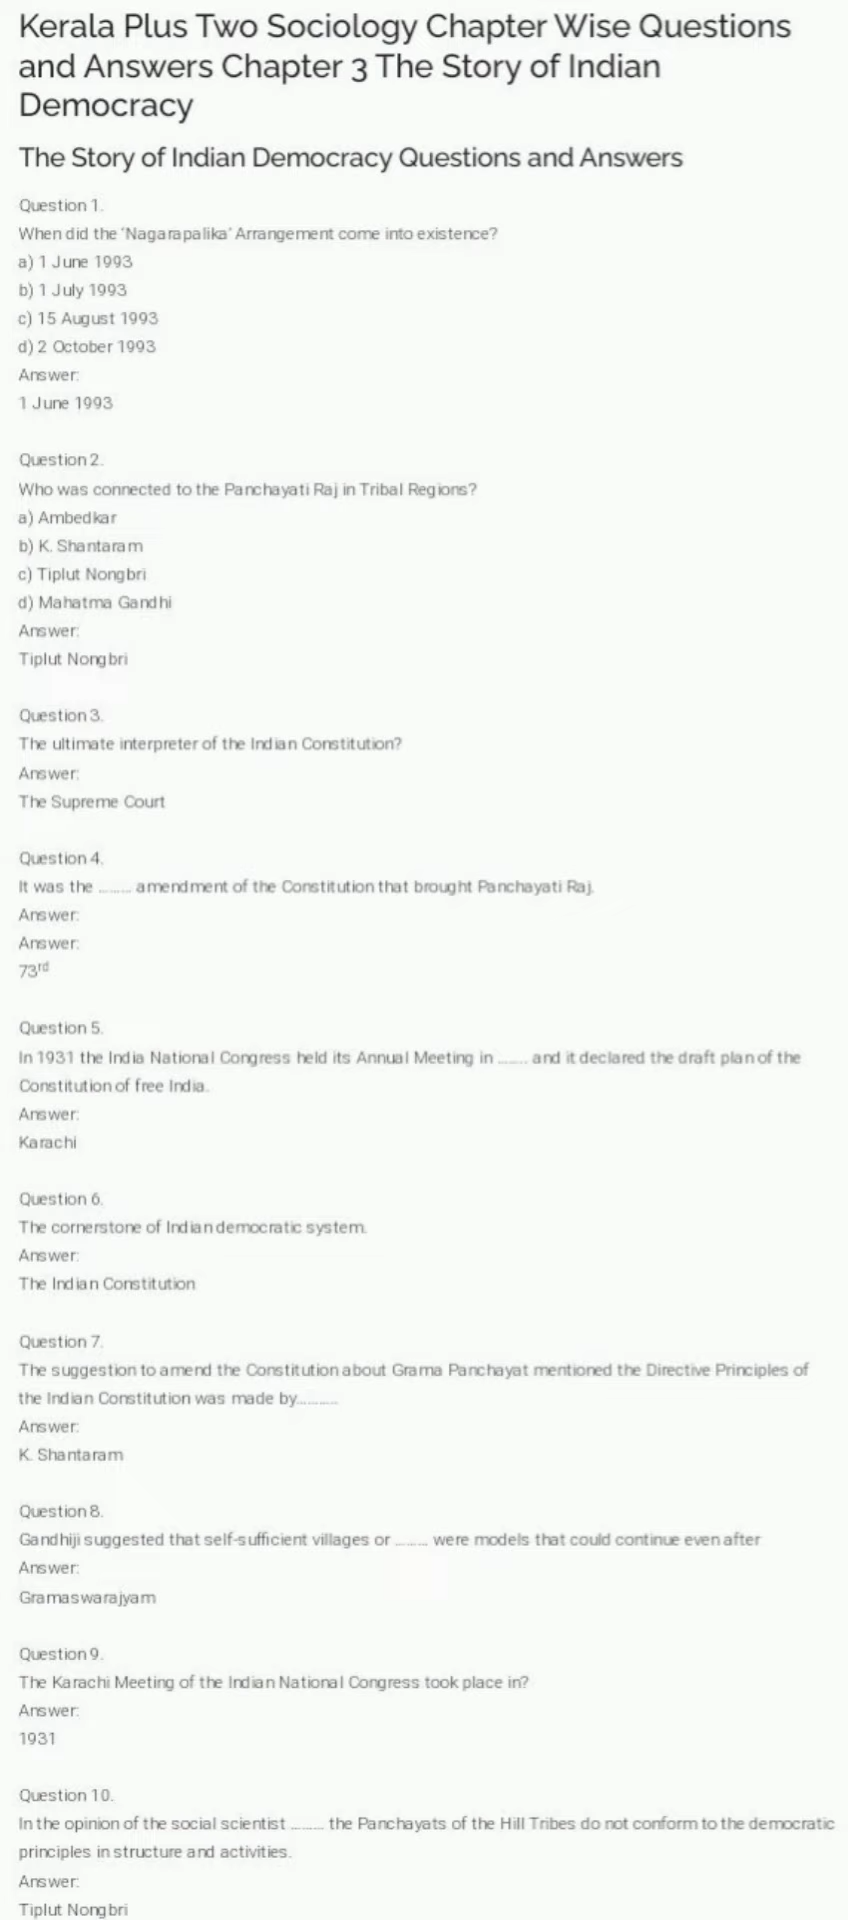 Kerala Plus Two Sociology Chapter Wise Questions
and Answers Chapter 3 The Story of Indian
Democracy
The Story of Indian Democracy Questions and Answers
Question 1.
When did the 'Nagarapalika' Arrangement come into existence?
a) 1 June 1993
b) 1 July 1993
c) 15 August 1993
d) 2 October 1993
Answer:
1 June 1993
Question 2.
Who was connected to the Panchayati Raj in Tribal Regions?
a) Ambedkar
b) K. Shantaram
c) Tiplut Nongbri
d) Mahatma Gandhi
Answer:
Tiplut Nongbri
Question 3.
The ultimate interpreter of the Indian Constitution?
Answer:
The Supreme Court
Question 4.
It was the ........ amendment of the Constitution that brought Panchayati Raj.
Answer:
Answer:
73rd
Question 5.
In 1931 the India National Congress held its Annual Meeting in ....... and it declared the draft plan of the
Constitution of free India.
Answer:
Karachi
Question 6.
The cornerstone of Indian democratic system.
Answer:
The Indian Constitution
Question 7.
The suggestion to amend the Constitution about Grama Panchayat mentioned the Directive Principles of
the Indian Constitution was made by..........
Answer:
K. Shantaram
Question 8.
Gandhiji suggested that self-sufficient villages or ........ were models that could continue even after
Answer:
Gramaswarajyam
Question 9.
The Karachi Meeting of the Indian National Congress took place in?
Answer:
1931
Question 10.
In the opinion of the social scientist ........ the Panchayats of the Hill Tribes do not conform to the democratic
principles in structure and activities.
Answer:
Tiplut Nongbri